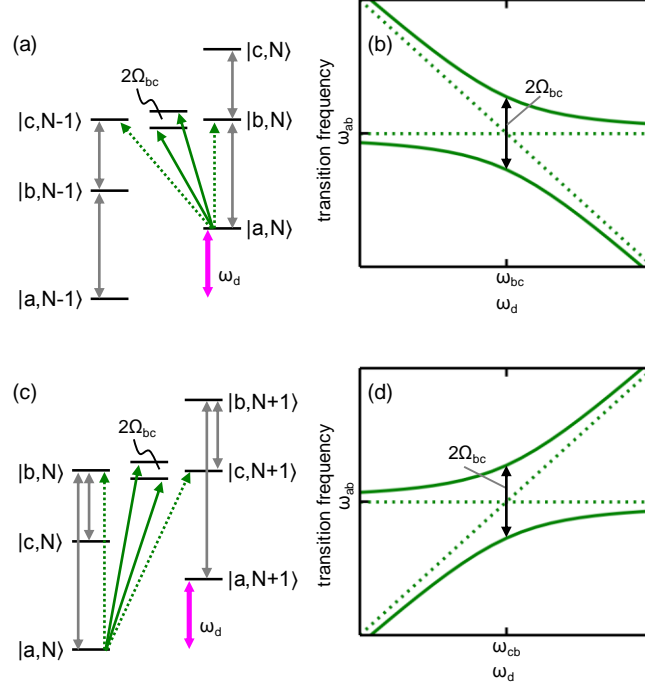 (a)
|c,N⟩
2Ω_bc
|c,N-1⟩
|b,N⟩
|b,N-1⟩
|a,N⟩
ω_d
|a,N-1⟩
(b)
transition frequency
ω_ab
2Ω_bc
ω_bc
ω_d
(c)
|b,N+1⟩
2Ω_bc
|b,N⟩
|c,N+1⟩
|c,N⟩
|a,N+1⟩
ω_d
|a,N⟩
(d)
transition frequency
ω_ab
2Ω_bc
ω_cb
ω_d